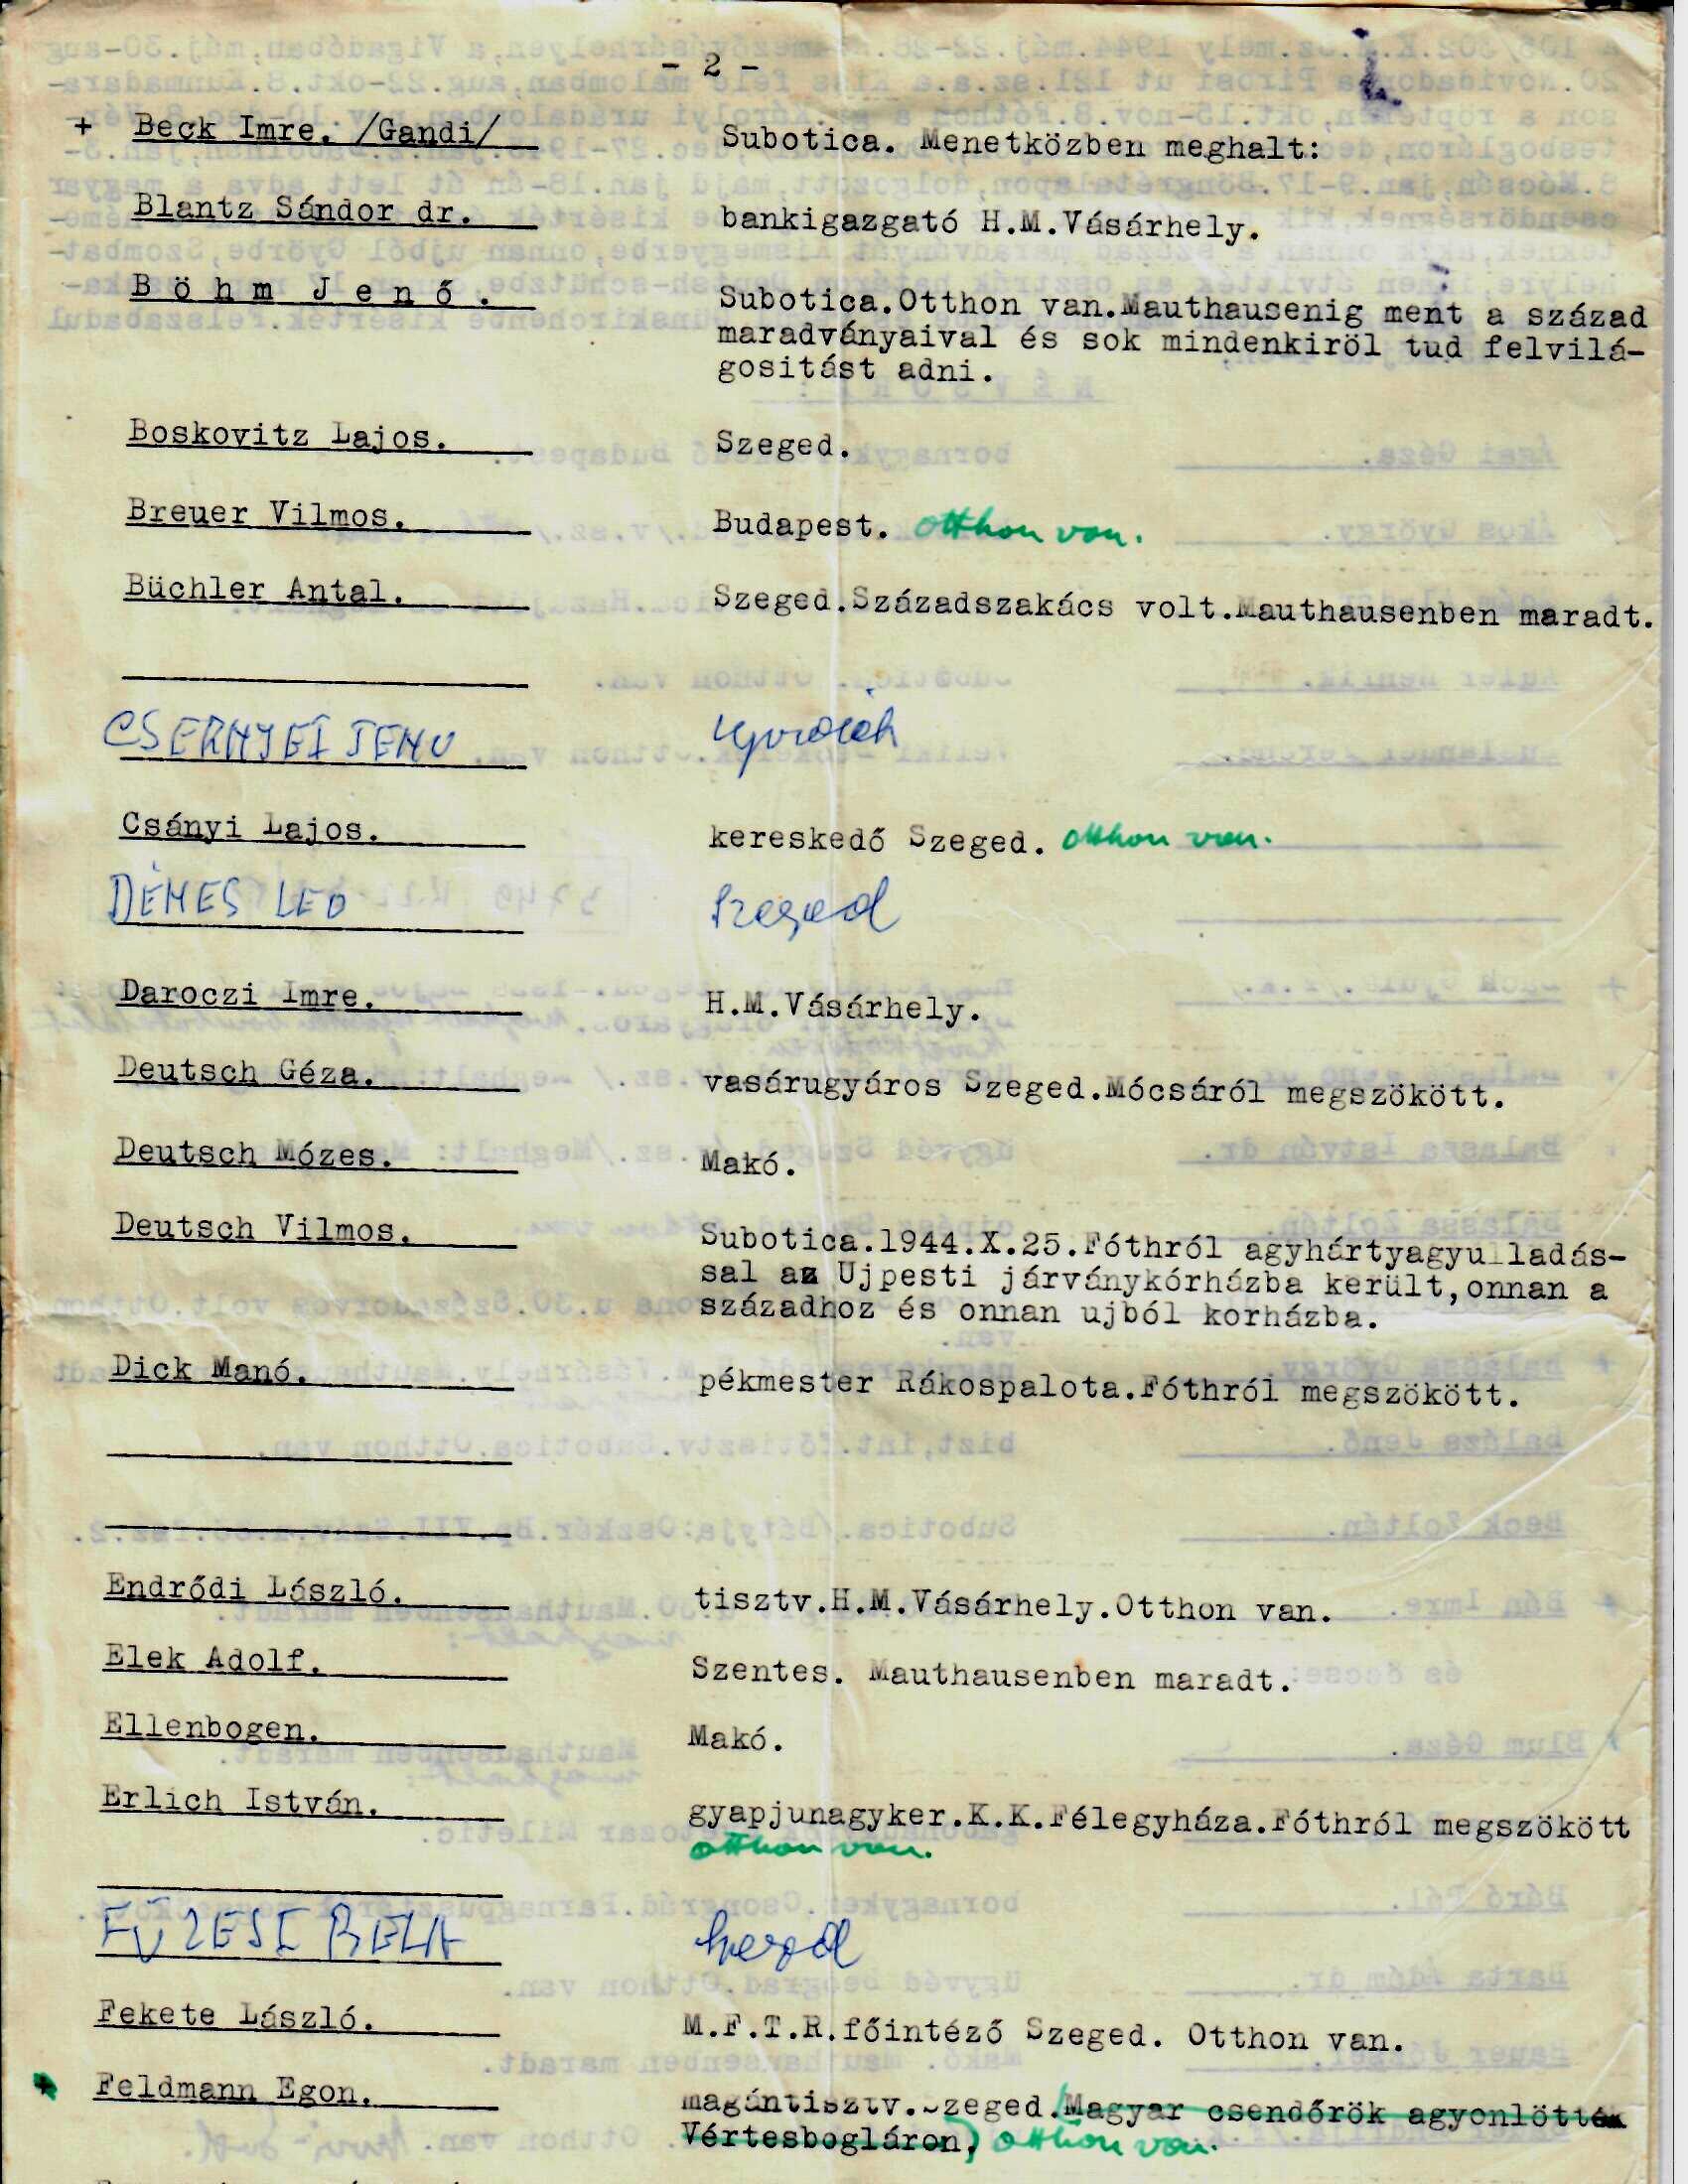 - 2 -
+ Beck Imre. /Gandi/ Subotica. Menetközben meghalt:
Blantz Sándor dr. bankigazgató H.M.Vásárhely.
Böhm Jenő. Subotica.Otthon van.Mauthausenig ment a század
maradványaival és sok mindenkiröl tud felvilá-
gositást adni.
Boskovitz Lajos. Szeged.
Breuer Vilmos. Budapest. otthon van.
Büchler Antal. Szeged.Századszakács volt.Mauthausenben maradt.
CSERNYEI JENU
Csányi Lajos. kereskedő Szeged. otthon van.
DÉMES LEO Szeged
Daroczi Imre. H.M.Vásárhely.
Deutsch Géza. vasárugyáros Szeged.Mócsáról megszökött.
Deutsch Mózes. Makó.
Deutsch Vilmos. Subotica.1944.X.25.Fóthról agyhártyagyulladás-
sal az Ujpesti járványkórházba került,onnan a
századhoz és onnan ujból korházba.
Dick Manó. pékmester Rákospalota.Fóthról megszökött.
Endrődi László. tisztv.H.M.Vásárhely.Otthon van.
Elek Adolf. Szentes. Mauthausenben maradt.
Ellenbogen. Makó.
Erlich István. gyapjunagyker.K.K.Félegyháza.Fóthról megszökött
otthon van.
FÜZESI BELA
Fekete László. M.F.T.R.főintéző Szeged. Otthon van.
+ Feldmann Egon. magántisztv.Szeged.(Magyar csendőrök agyonlötték
Vértesbogláron) otthon van.